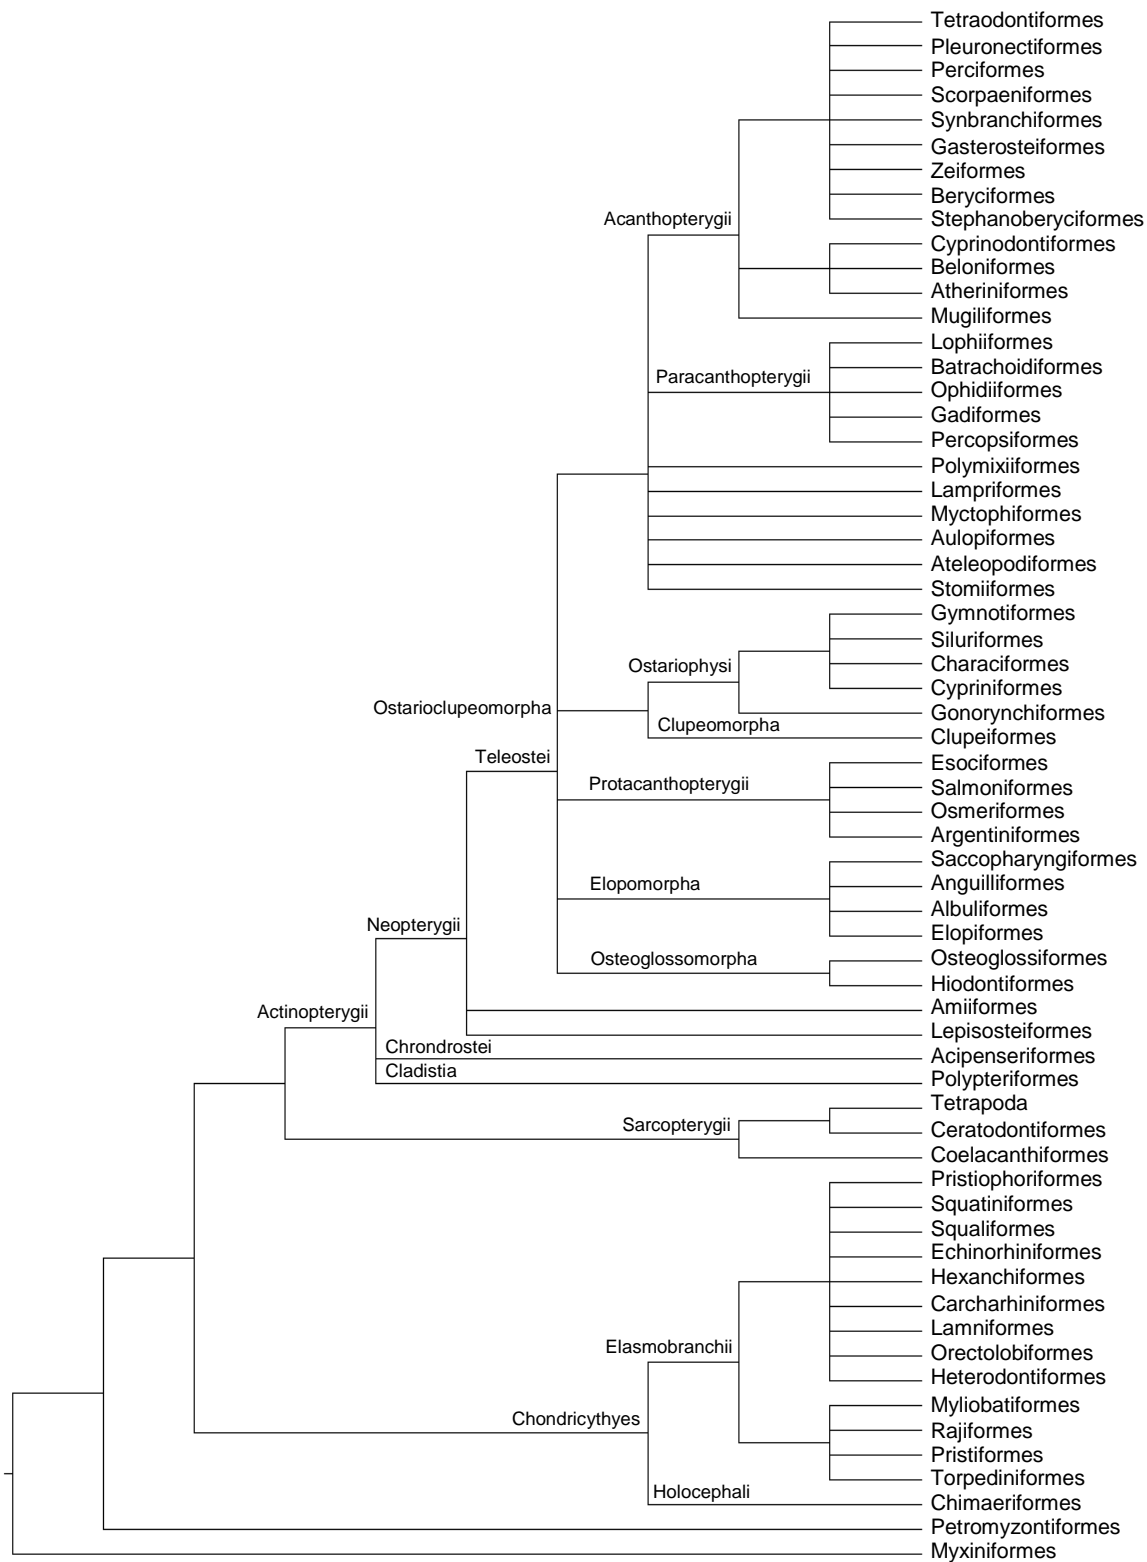 Tetraodontiformes
Pleuronectiformes
Perciformes
Scorpaeniformes
Synbranchiformes
Gasterosteiformes
Zeiformes
Beryciformes
Acanthopterygii
Stephanoberyciformes
Cyprinodontiformes
Beloniformes
Atheriniformes
Mugiliformes
Lophiiformes
Batrachoidiformes
Paracanthopterygii
Ophidiiformes
Gadiformes
Percopsiformes
Polymixiiformes
Lampriformes
Myctophiformes
Aulopiformes
Ateleopodiformes
Stomiiformes
Gymnotiformes
Siluriformes
Ostariophysi
Characiformes
Cypriniformes
Ostarioclupeomorpha
Gonorynchiformes
Clupeomorpha
Clupeiformes
Teleostei
Esociformes
Protacanthopterygii
Salmoniformes
Osmeriformes
Argentiniformes
Saccopharyngiformes
Elopomorpha
Anguilliformes
Albuliformes
Neopterygii
Elopiformes
Osteoglossomorpha
Osteoglossiformes
Hiodontiformes
Actinopterygii
Amiiformes
Lepisosteiformes
Chrondrostei
Acipenseriformes
Cladistia
Polypteriformes
Tetrapoda
Sarcopterygii
Ceratodontiformes
Coelacanthiformes
Pristiophoriformes
Squatiniformes
Squaliformes
Echinorhiniformes
Hexanchiformes
Carcharhiniformes
Lamniformes
Elasmobranchii
Orectolobiformes
Heterodontiformes
Myliobatiformes
Chondricythyes
Rajiformes
Pristiformes
Torpediniformes
Holocephali
Chimaeriformes
Petromyzontiformes
Myxiniformes